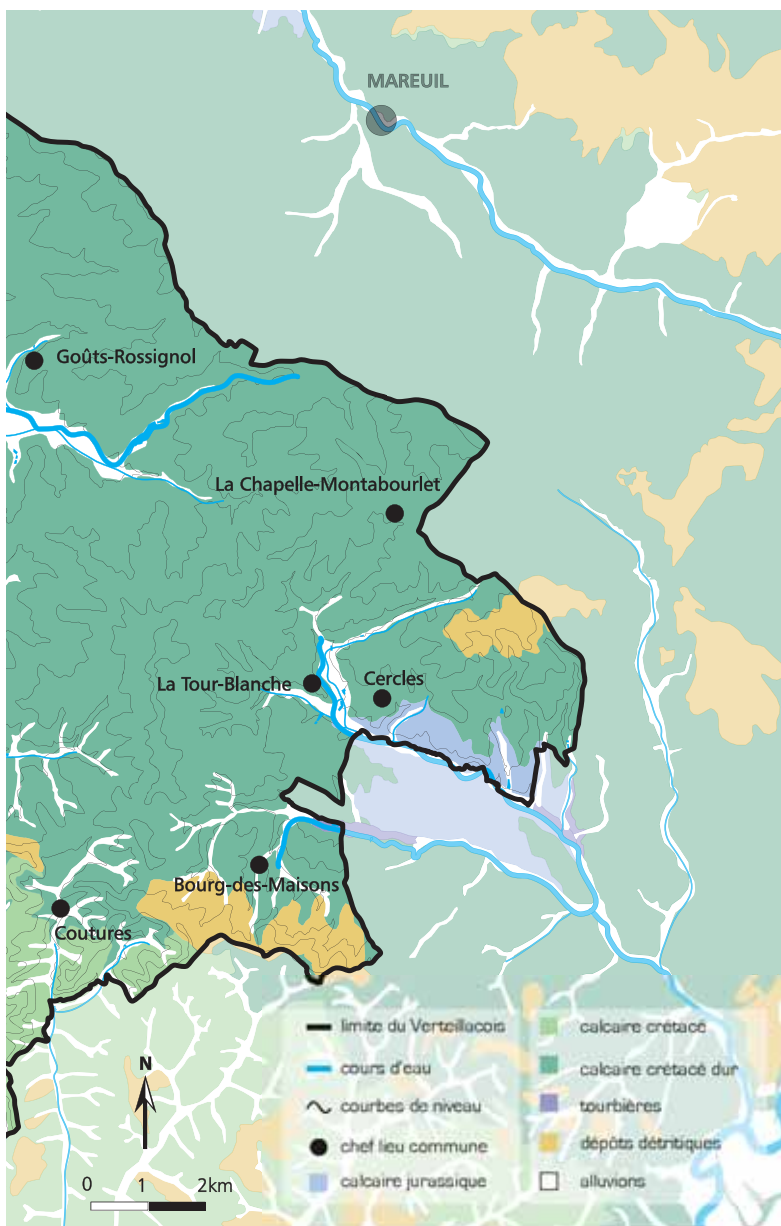 MAREUIL
Goûts-Rossignol
La Chapelle-Montabourlet
La Tour-Blanche
Cercles
Bourg-des-Maisons
Coutures
limite du Verteillacois
cours d'eau
courbes de niveau
chef lieu commune
calcaire jurassique
calcaire crétacé
calcaire crétacé dur
tourbières
dépôts détritiques
alluvions
N
0 1 2km